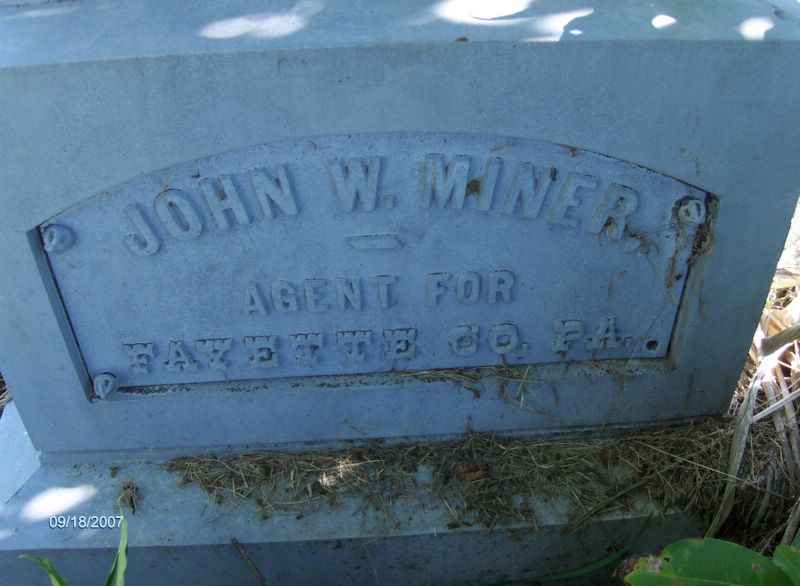 JOHN W. MINER.
AGENT FOR
FAYETTE CO. PA.
09/18/2007